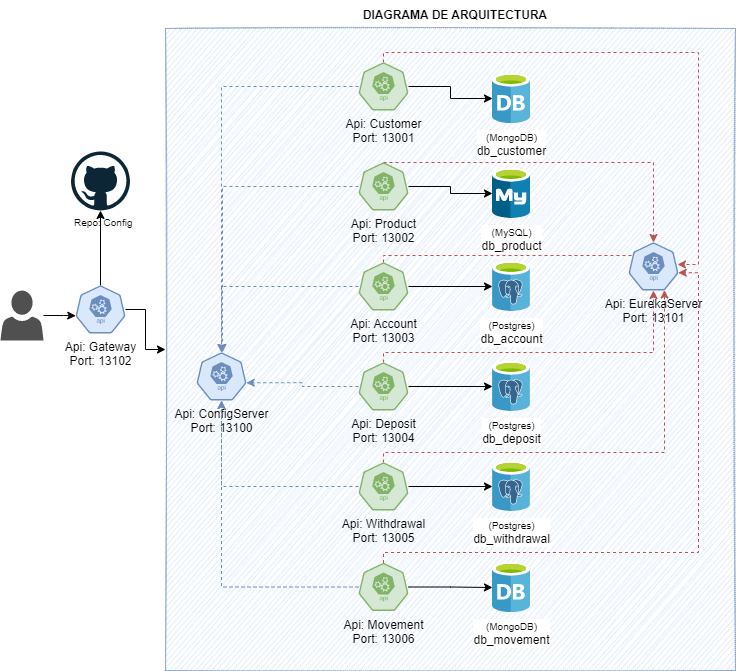 DIAGRAMA DE ARQUITECTURA
api
DB
Api: Customer
Port: 13001
(MongoDB)
db_customer
Repo: Config
api
My
Api: Product
Port: 13002
(MySQL)
db_product
api
Api: EurekaServer
Port: 13101
api
Api: Account
Port: 13003
(Postgres)
db_account
api
Api: Gateway
Port: 13102
api
Api: ConfigServer
Port: 13100
api
Api: Deposit
Port: 13004
(Postgres)
db_deposit
api
Api: Withdrawal
Port: 13005
(Postgres)
db_withdrawal
api
DB
Api: Movement
Port: 13006
(MongoDB)
db_movement